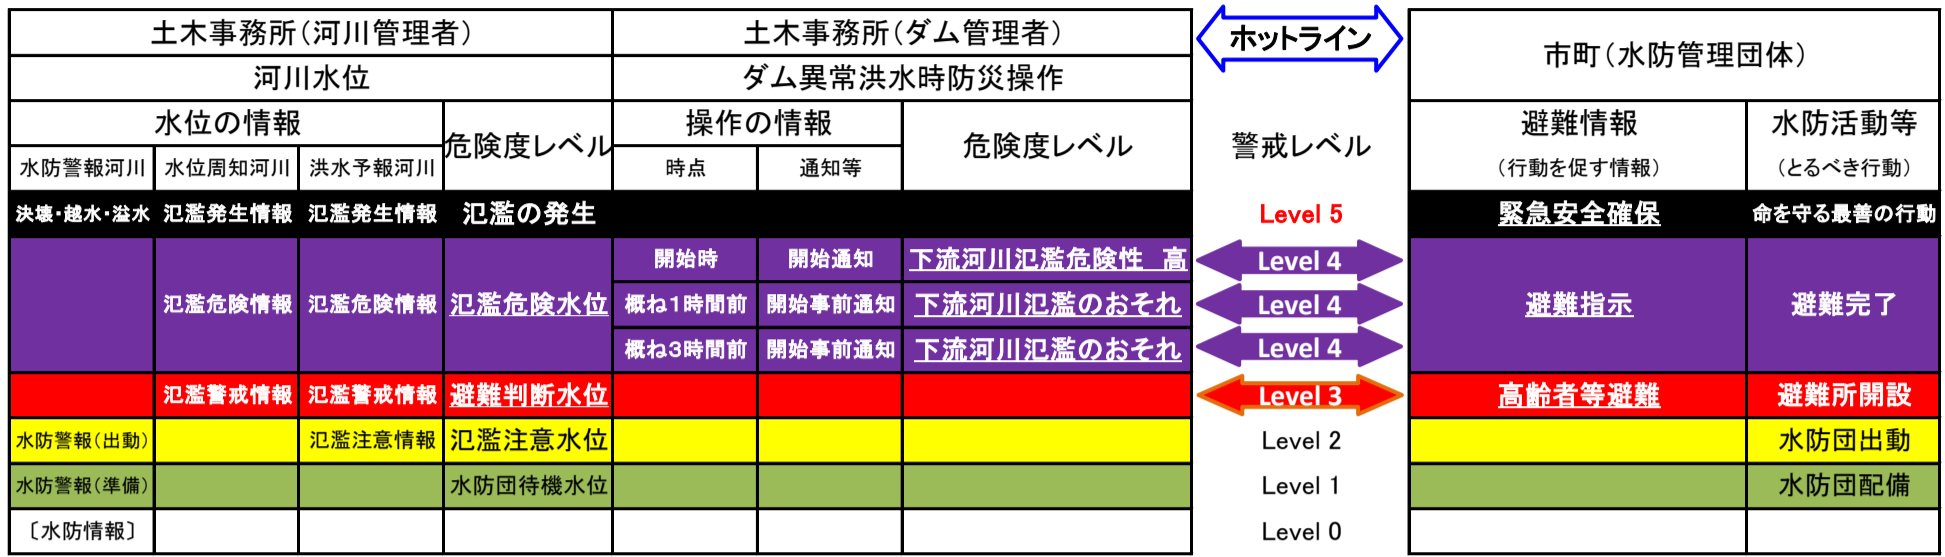 土木事務所（河川管理者） 土木事務所（ダム管理者） ホットライン 市町（水防管理団体）
河川水位 ダム異常洪水時防災操作
水位の情報 危険度レベル 操作の情報 危険度レベル 警戒レベル 避難情報 水防活動等
水防警報河川 水位周知河川 洪水予報河川 時点 通知等 （行動を促す情報） （とるべき行動）
決壊・越水・溢水 氾濫発生情報 氾濫発生情報 氾濫の発生 Level 5 緊急安全確保 命を守る最善の行動
開始時 開始通知 下流河川氾濫危険性　高 Level 4
氾濫危険情報 氾濫危険情報 氾濫危険水位 概ね１時間前 開始事前通知 下流河川氾濫のおそれ Level 4 避難指示 避難完了
概ね３時間前 開始事前通知 下流河川氾濫のおそれ Level 4
氾濫警戒情報 氾濫警戒情報 避難判断水位 Level 3 高齢者等避難 避難所開設
水防警報（出動） 氾濫注意情報 氾濫注意水位 Level 2 水防団出動
水防警報（準備） 水防団待機水位 Level 1 水防団配備
〔水防情報〕 Level 0